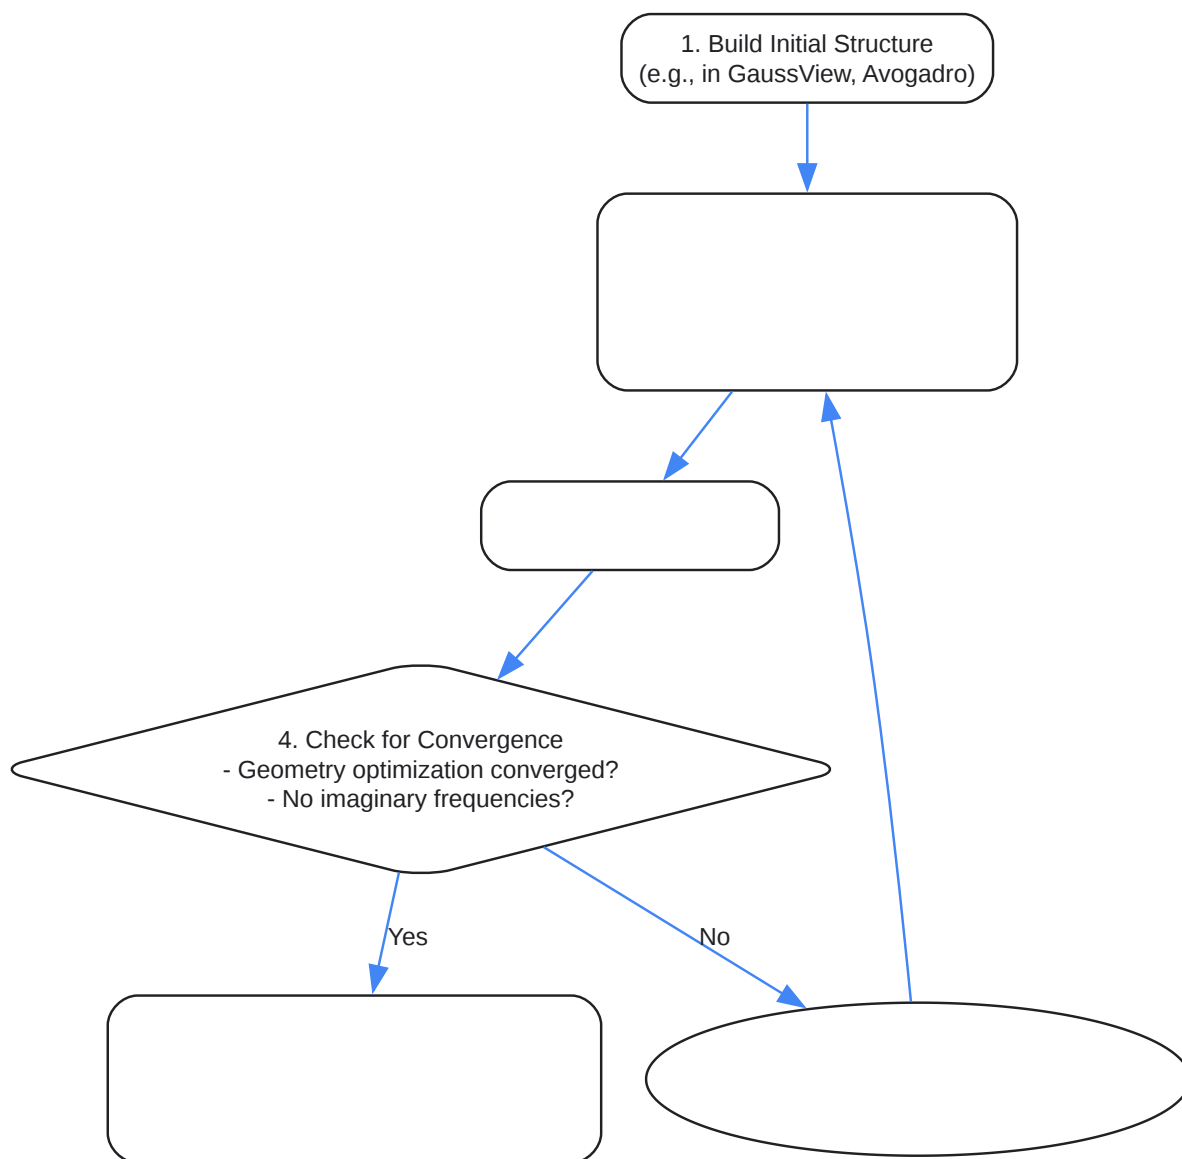 1. Build Initial Structure
(e.g., in GaussView, Avogadro)
4. Check for Convergence
- Geometry optimization converged?
- No imaginary frequencies?
Yes
No